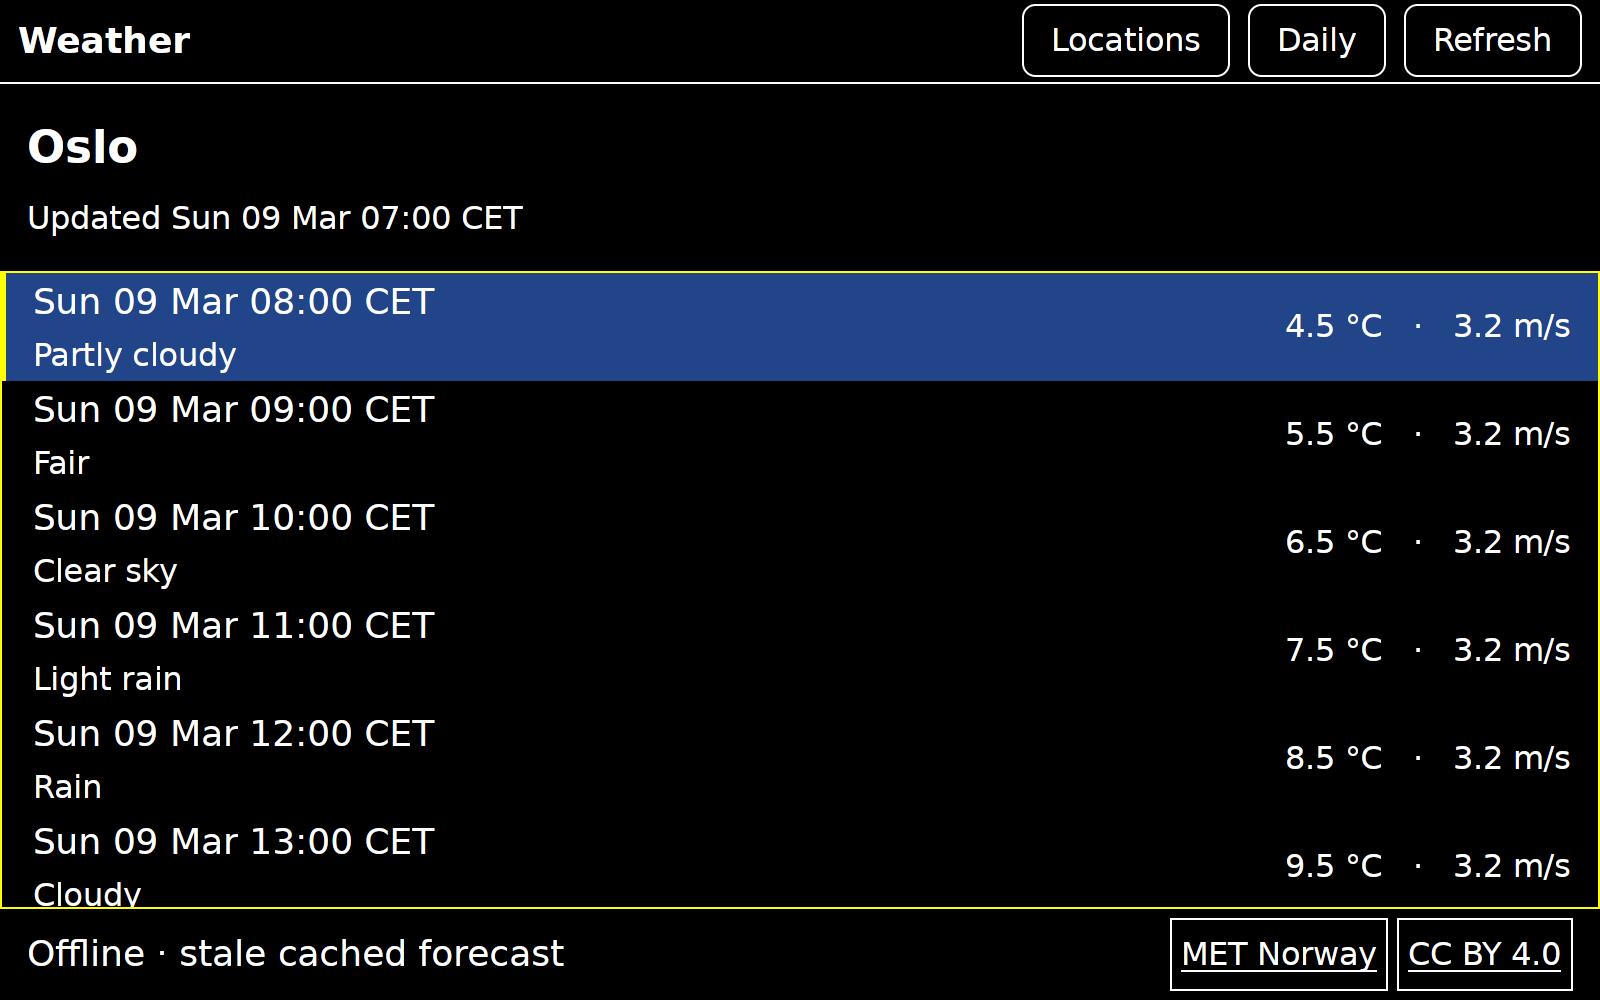 Weather Locations Daily Refresh
Oslo
Updated Sun 09 Mar 07:00 CET
Sun 09 Mar 08:00 CET
Partly cloudy
4.5 °C · 3.2 m/s
Sun 09 Mar 09:00 CET
Fair
5.5 °C · 3.2 m/s
Sun 09 Mar 10:00 CET
Clear sky
6.5 °C · 3.2 m/s
Sun 09 Mar 11:00 CET
Light rain
7.5 °C · 3.2 m/s
Sun 09 Mar 12:00 CET
Rain
8.5 °C · 3.2 m/s
Sun 09 Mar 13:00 CET
Cloudy
9.5 °C · 3.2 m/s
Offline · stale cached forecast MET Norway CC BY 4.0